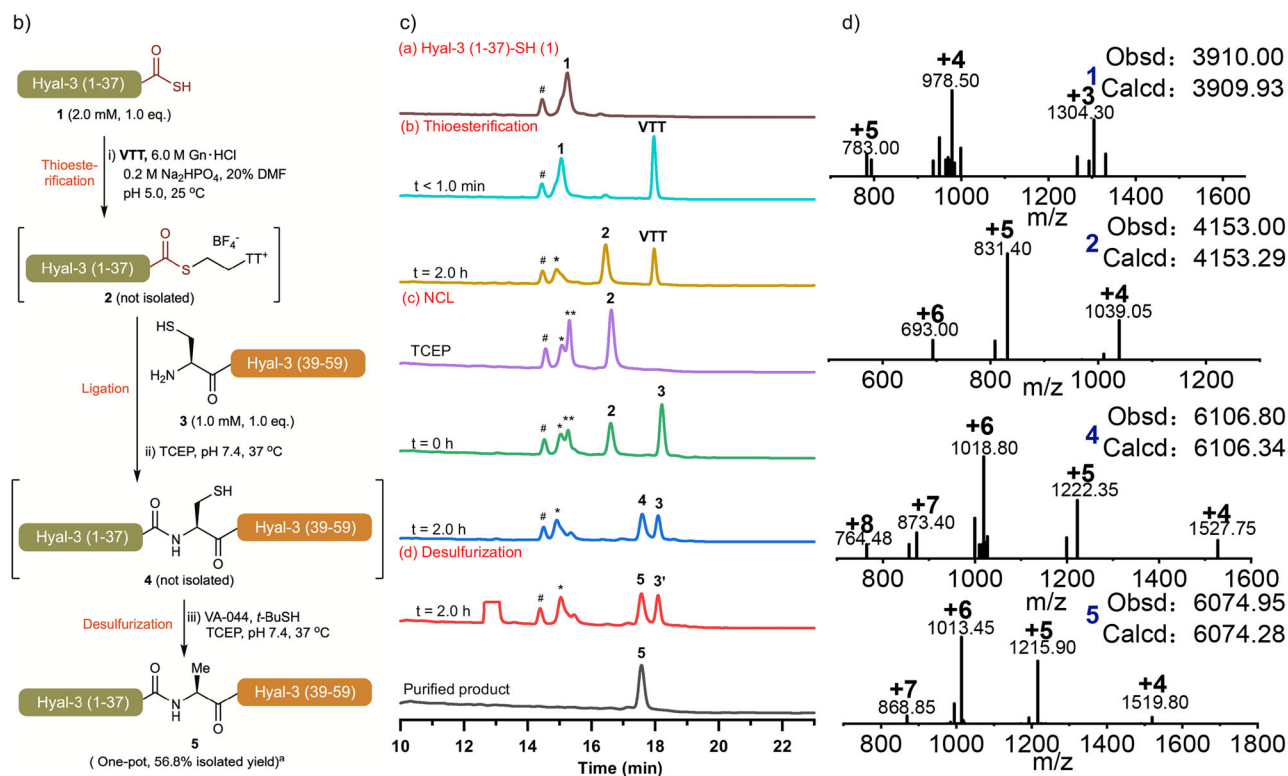 b)
Hyal-3 (1-37)
O
SH
1 (2.0 mM, 1.0 eq.)
Thioeste-
rification
i) VTT, 6.0 M Gn·HCl
0.2 M Na2HPO4, 20% DMF
pH 5.0, 25 ºC
Hyal-3 (1-37)
O
S
BF4-
TT+
2 (not isolated)
Ligation
HS
H2N
O
Hyal-3 (39-59)
3 (1.0 mM, 1.0 eq.)
ii) TCEP, pH 7.4, 37 ºC
Hyal-3 (1-37)
O
N
H
SH
O
Hyal-3 (39-59)
4 (not isolated)
Desulfurization
iii) VA-044, t-BuSH
TCEP, pH 7.4, 37 ºC
Hyal-3 (1-37)
O
N
H
Me
O
Hyal-3 (39-59)
5
( One-pot, 56.8% isolated yield)a
c)
(a) Hyal-3 (1-37)-SH (1)
# 1
(b) Thioesterification
t < 1.0 min
# 1 VTT
t = 2.0 h
# * 2 VTT
(c) NCL
TCEP
# * ** 2
t = 0 h
# * ** 2 3
t = 2.0 h
# * 4 3
(d) Desulfurization
t = 2.0 h
# * 5 3'
Purified product
5
10 12 14 16 18 20 22
Time (min)
d)
+5
783.00
+4
978.50
+3
1304.30
1
Obsd: 3910.00
Calcd: 3909.93
800 1000 1200 1400 1600
m/z
+6
693.00
+5
831.40
+4
1039.05
2
Obsd: 4153.00
Calcd: 4153.29
600 800 1000 1200
m/z
+8
764.48
+7
873.40
+6
1018.80
+5
1222.35
+4
1527.75
4
Obsd: 6106.80
Calcd: 6106.34
800 1000 1200 1400 1600
m/z
+7
868.85
+6
1013.45
+5
1215.90
+4
1519.80
5
Obsd: 6074.95
Calcd: 6074.28
800 1000 1200 1400 1600 1800
m/z